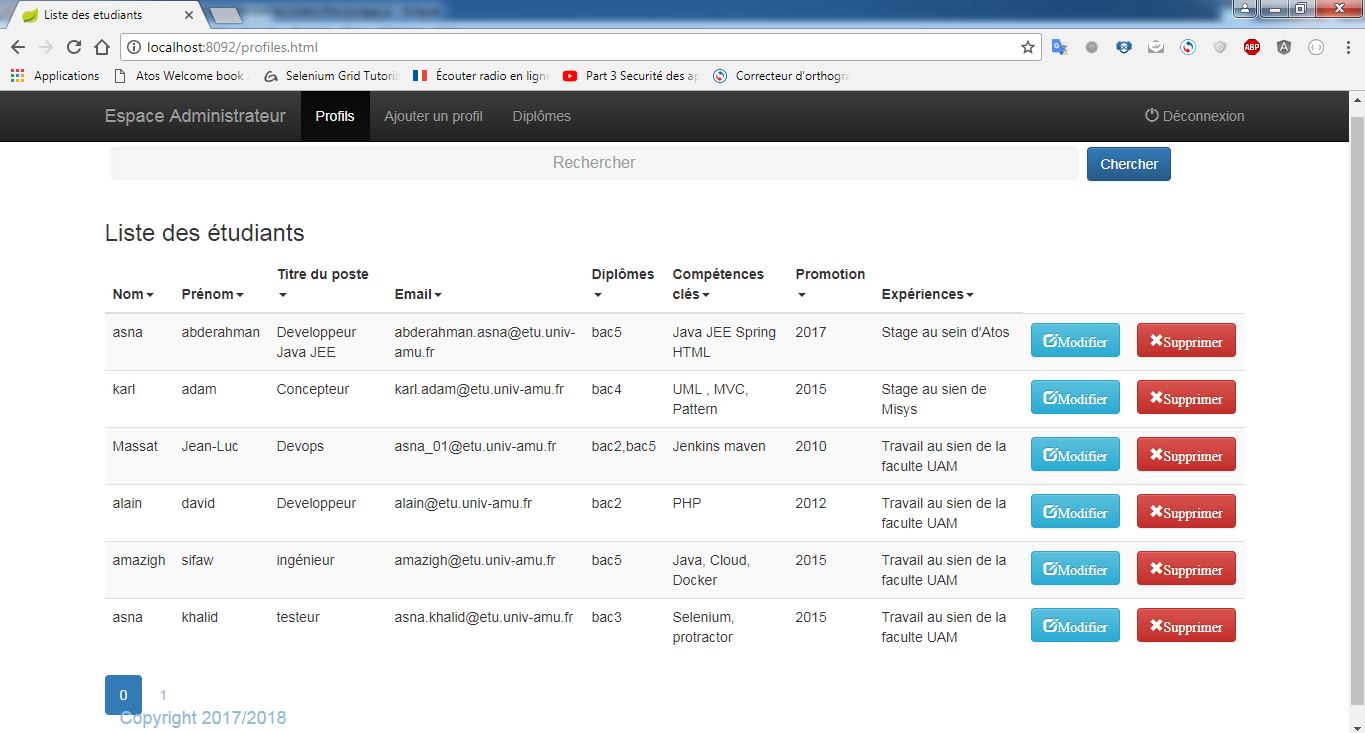 Liste des etudiants
localhost:8092/profiles.html
ABP
Applications Atos Welcome book Selenium Grid Tutoria Écouter radio en lign Part 3 Securité des ap Correcteur d'orthogra
Espace Administrateur Profils Ajouter un profil Diplômes Déconnexion
Rechercher Chercher
Liste des étudiants
Titre du poste Diplômes Compétences Promotion
Nom Prénom Email clés Expériences
asna abderahman Developpeur abderahman.asna@etu.univ- bac5 Java JEE Spring 2017 Stage au sein d'Atos Modifier Supprimer
Java JEE amu.fr HTML
karl adam Concepteur karl.adam@etu.univ-amu.fr bac4 UML , MVC, 2015 Stage au sien de Modifier Supprimer
Pattern Misys
Massat Jean-Luc Devops asna_01@etu.univ-amu.fr bac2,bac5 Jenkins maven 2010 Travail au sien de la Modifier Supprimer
faculte UAM
alain david Developpeur alain@etu.univ-amu.fr bac2 PHP 2012 Travail au sien de la Modifier Supprimer
faculte UAM
amazigh sifaw ingénieur amazigh@etu.univ-amu.fr bac5 Java, Cloud, 2015 Travail au sien de la Modifier Supprimer
Docker faculte UAM
asna khalid testeur asna.khalid@etu.univ-amu.fr bac3 Selenium, 2015 Travail au sien de la Modifier Supprimer
protractor faculte UAM
0 1
Copyright 2017/2018